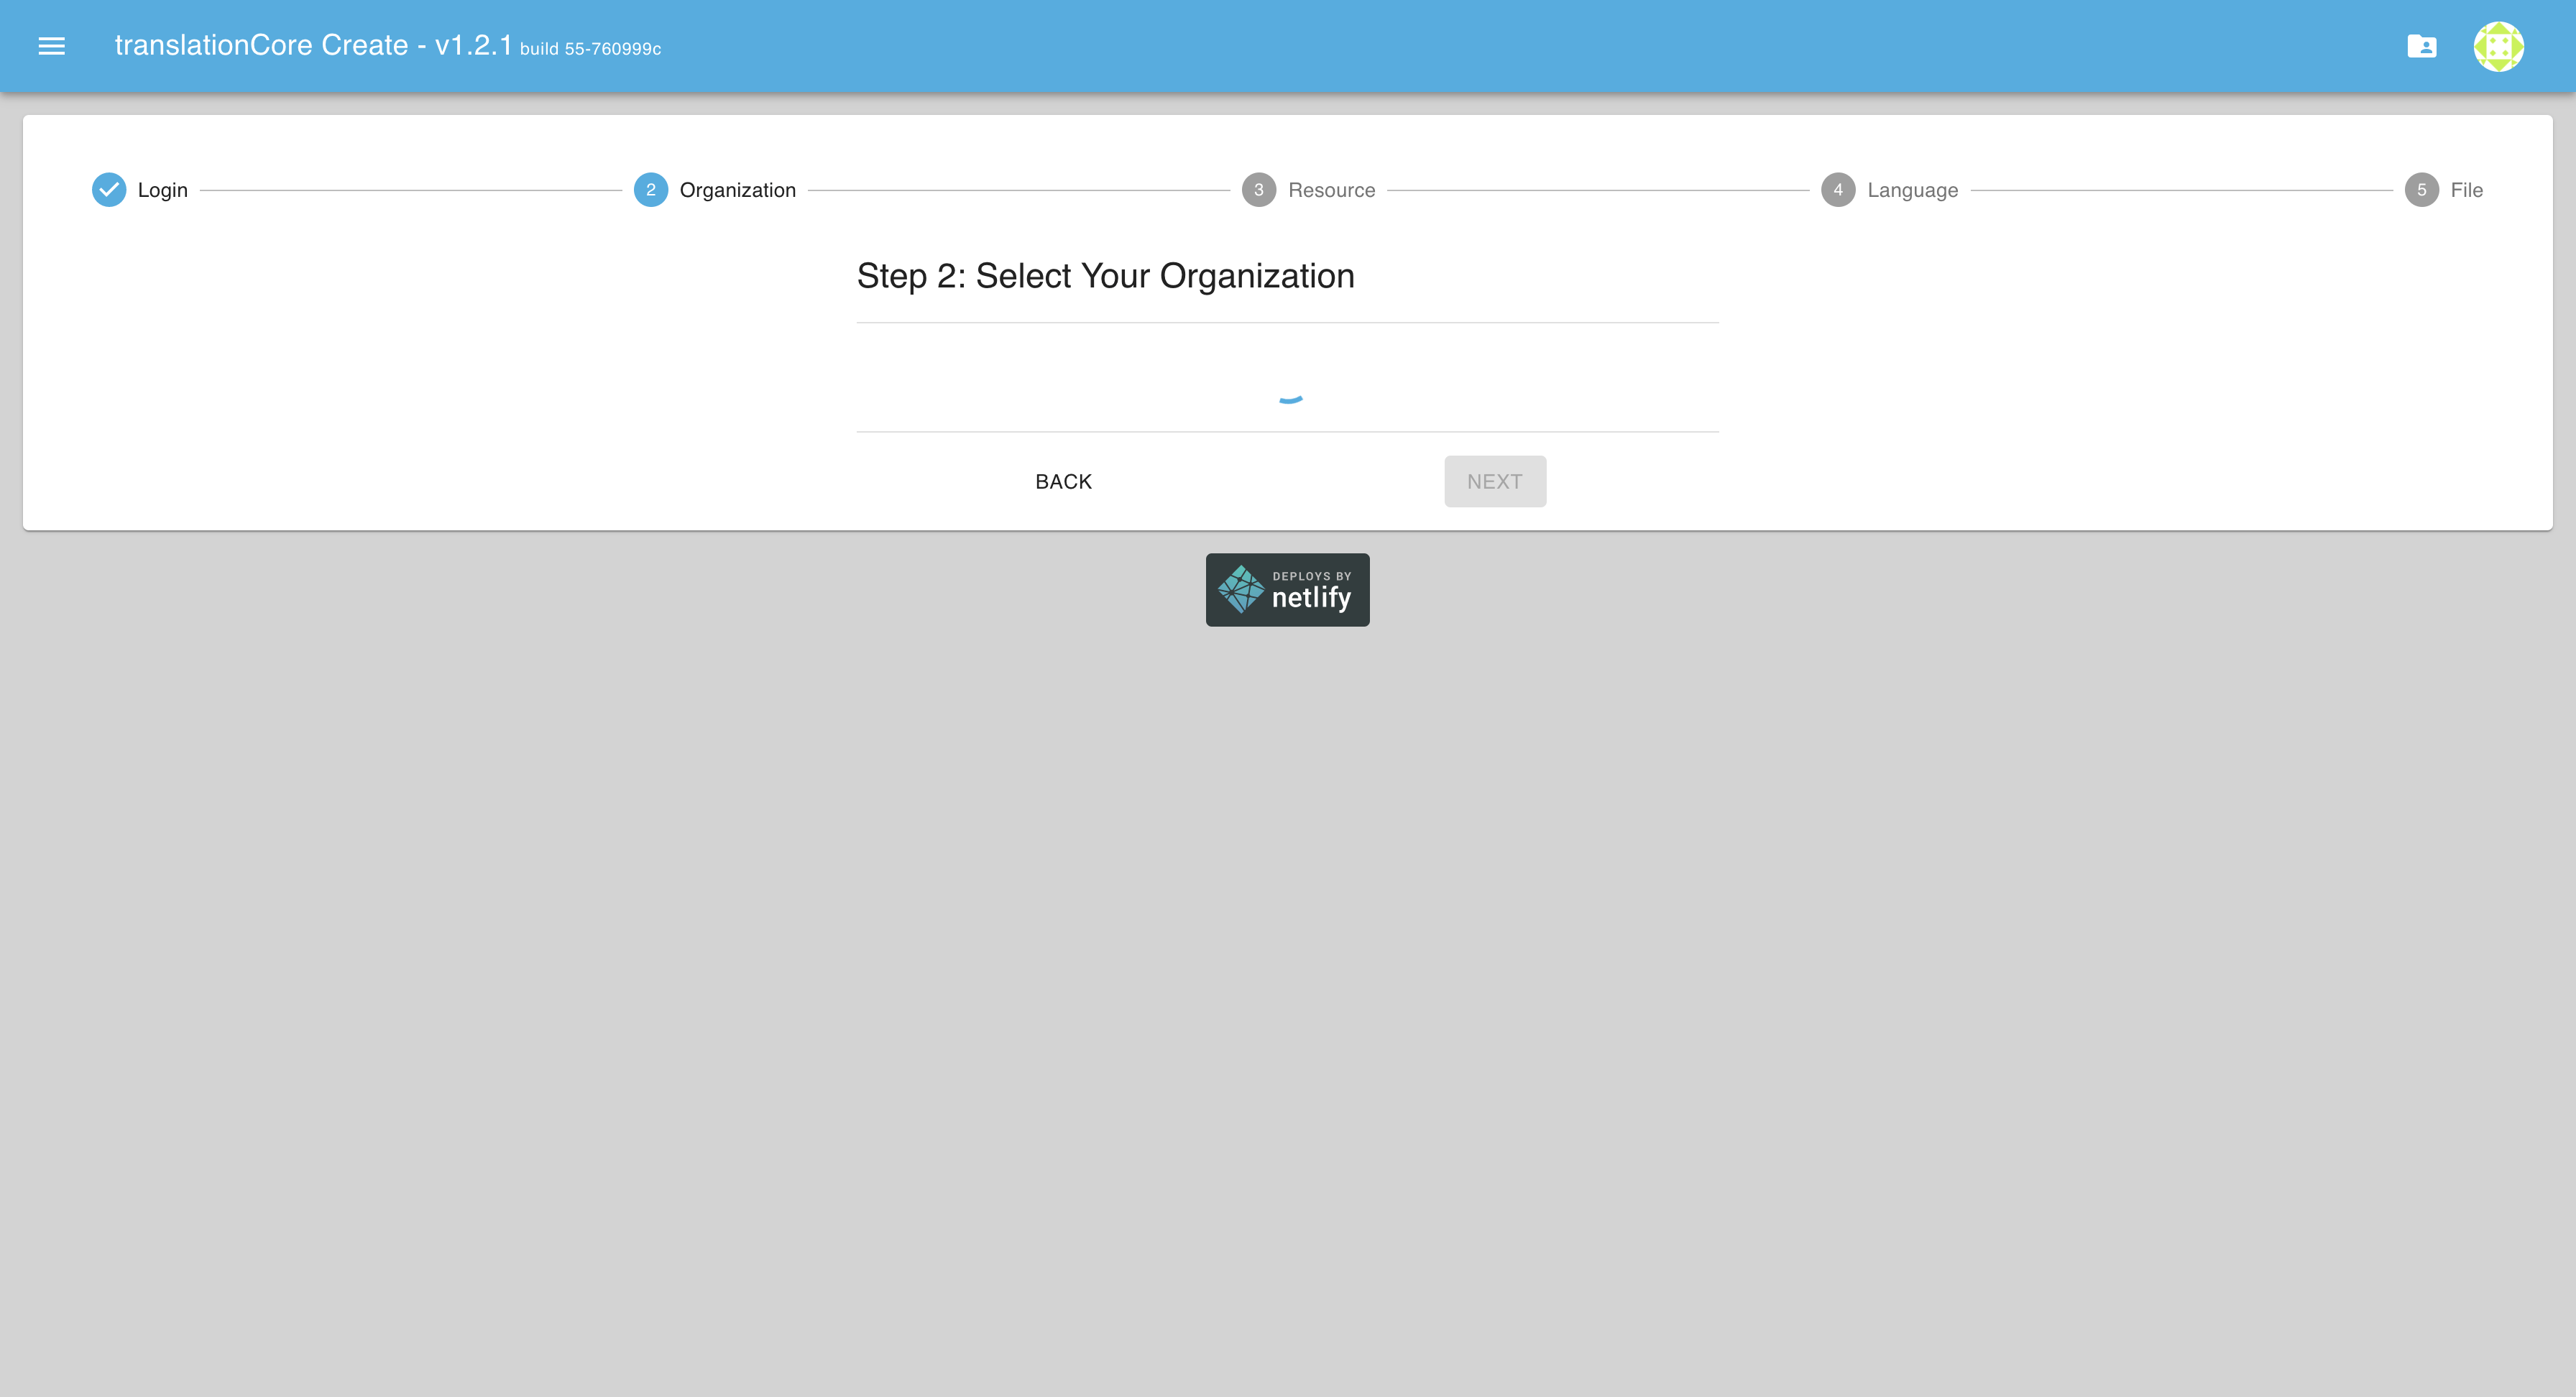 translationCore Create - v1.2.1 build 55-760999c
Login
2 Organization
3 Resource
4 Language
5 File
Step 2: Select Your Organization
BACK
NEXT
DEPLOYS BY
netlify